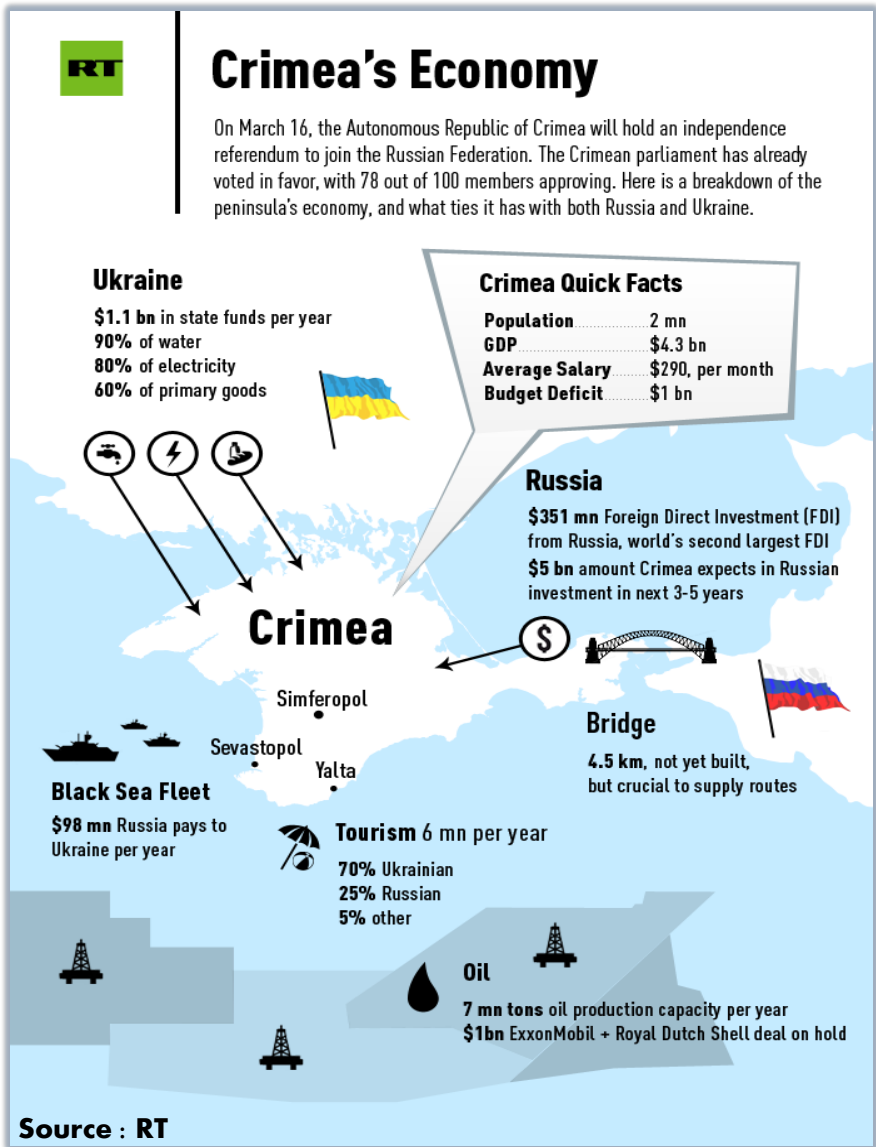 RT
Crimea's Economy
On March 16, the Autonomous Republic of Crimea will hold an independence
referendum to join the Russian Federation. The Crimean parliament has already
voted in favor, with 78 out of 100 members approving. Here is a breakdown of the
peninsula's economy, and what ties it has with both Russia and Ukraine.
Ukraine
$1.1 bn in state funds per year
90% of water
80% of electricity
60% of primary goods
Crimea Quick Facts
Population 2 mn
GDP $4.3 bn
Average Salary $290, per month
Budget Deficit $1 bn
Russia
$351 mn Foreign Direct Investment (FDI)
from Russia, world's second largest FDI
$5 bn amount Crimea expects in Russian
investment in next 3-5 years
Crimea
$
Simferopol
Sevastopol
Yalta
Bridge
4.5 km, not yet built,
but crucial to supply routes
Black Sea Fleet
$98 mn Russia pays to
Ukraine per year
Tourism 6 mn per year
70% Ukrainian
25% Russian
5% other
Oil
7 mn tons oil production capacity per year
$1bn ExxonMobil + Royal Dutch Shell deal on hold
Source : RT